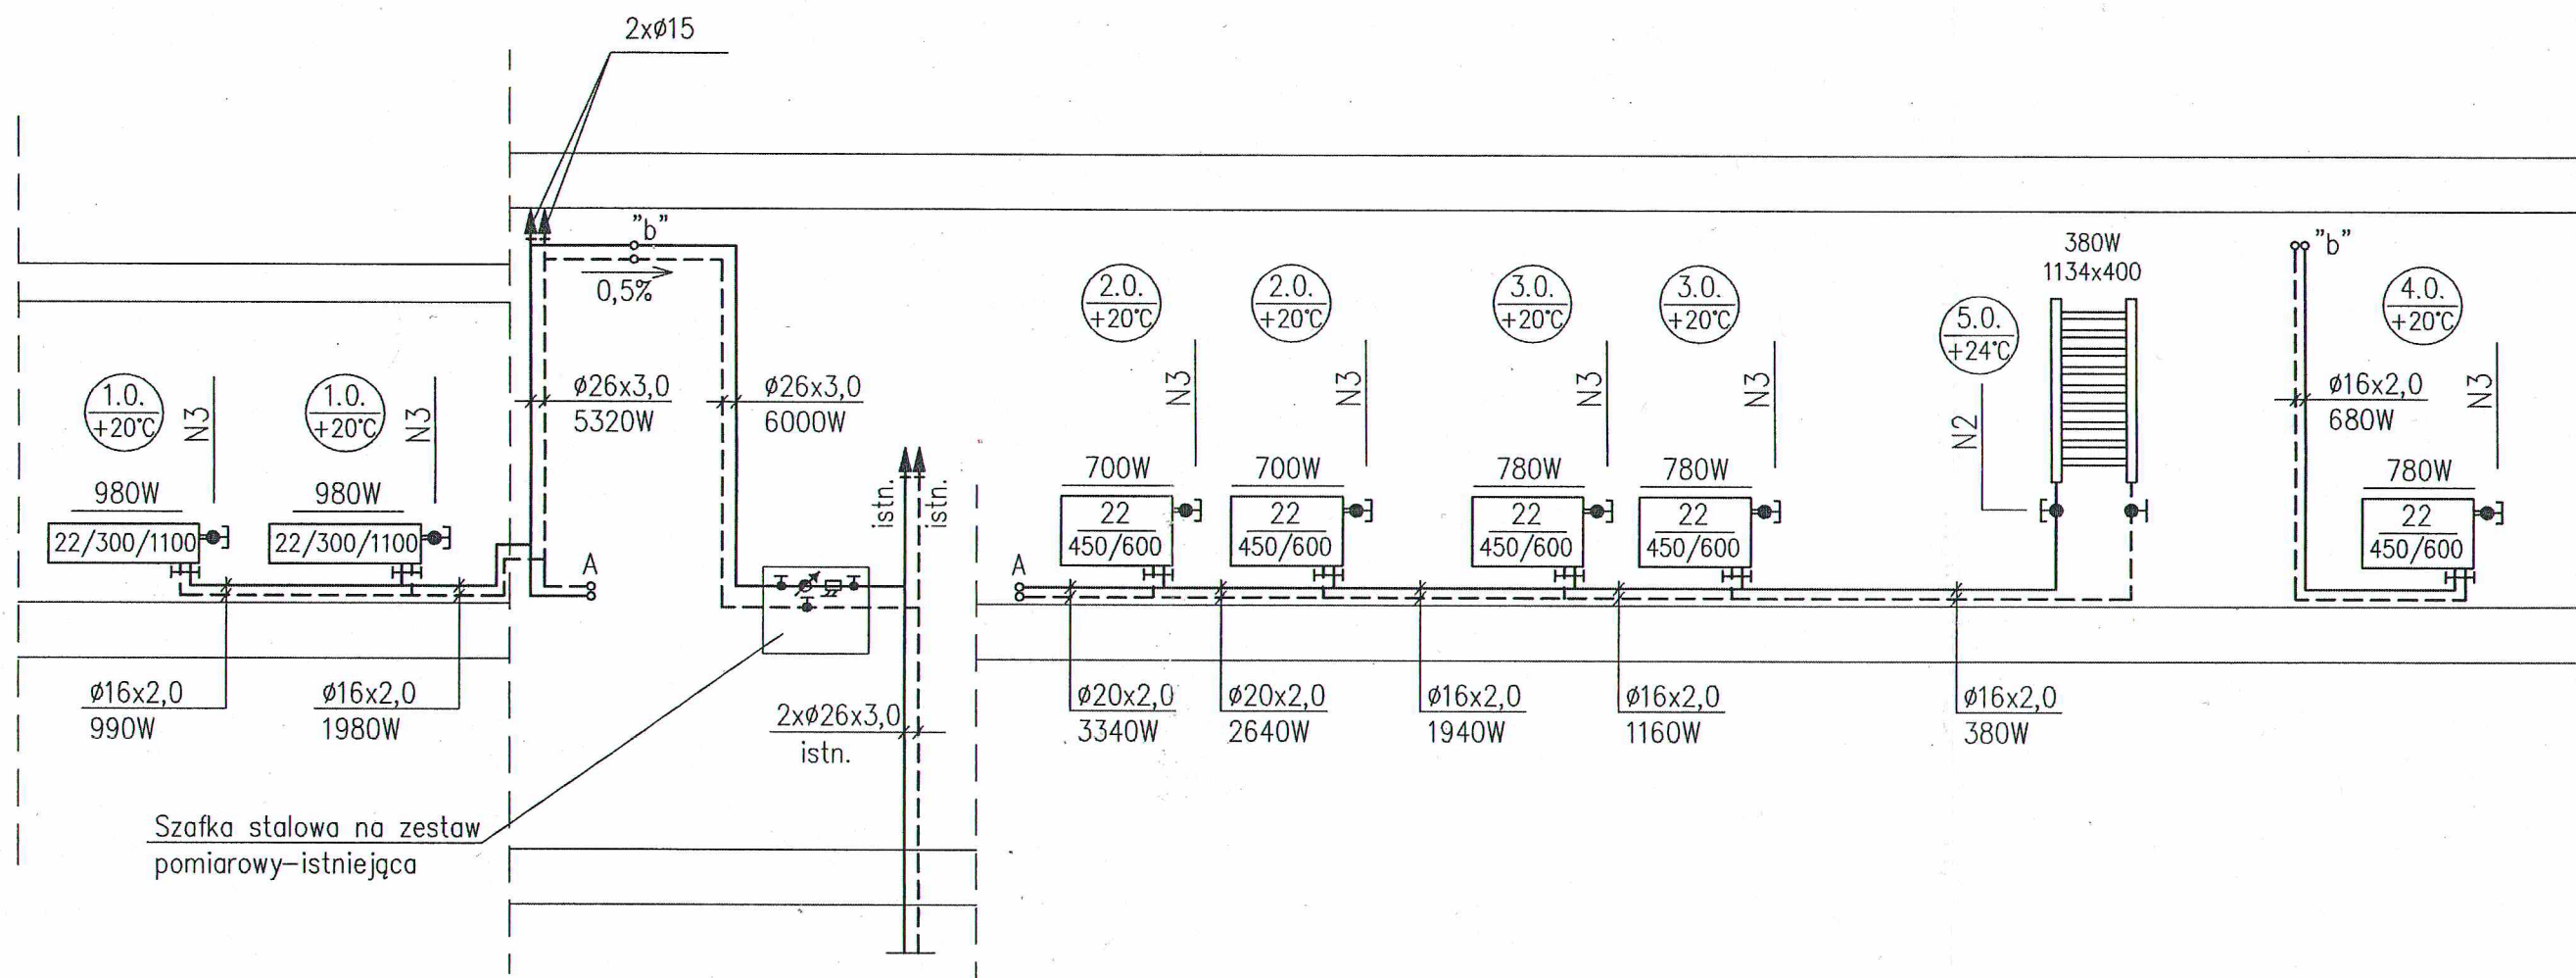 2xø15
"b"
0,5%
380W
1134x400
"b"
2.0.
+20°C
2.0.
+20°C
3.0.
+20°C
3.0.
+20°C
5.0.
+24°C
4.0.
+20°C
1.0.
+20°C
N3
1.0.
+20°C
N3
ø26x3,0
5320W
ø26x3,0
6000W
N3
N3
N3
N3
N2
ø16x2,0
680W
N3
980W
22/300/1100
980W
22/300/1100
A
istn.
istn.
A
700W
22
450/600
700W
22
450/600
780W
22
450/600
780W
22
450/600
780W
22
450/600
ø16x2,0
990W
ø16x2,0
1980W
2xø26x3,0
istn.
ø20x2,0
3340W
ø20x2,0
2640W
ø16x2,0
1940W
ø16x2,0
1160W
ø16x2,0
380W
Szafka stalowa na zestaw
pomiarowy-istniejąca